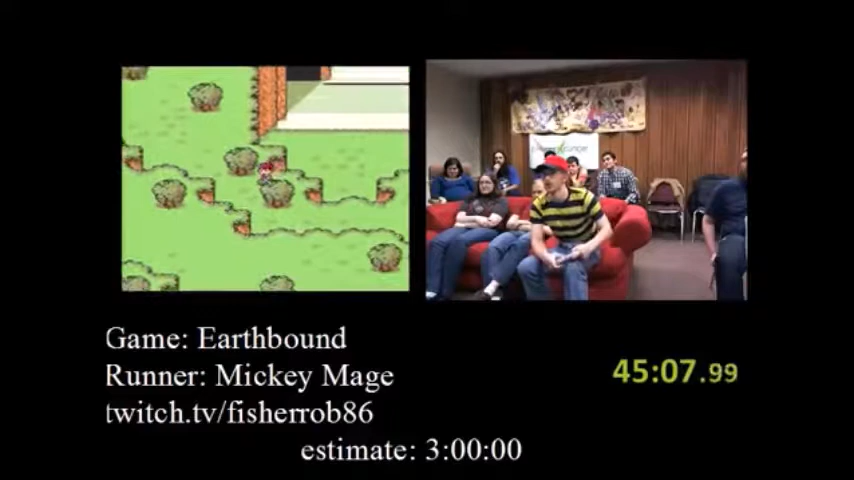 Game: Earthbound
Runner: Mickey Mage
45:07.99
twitch.tv/fisherrob86
estimate: 3:00:00